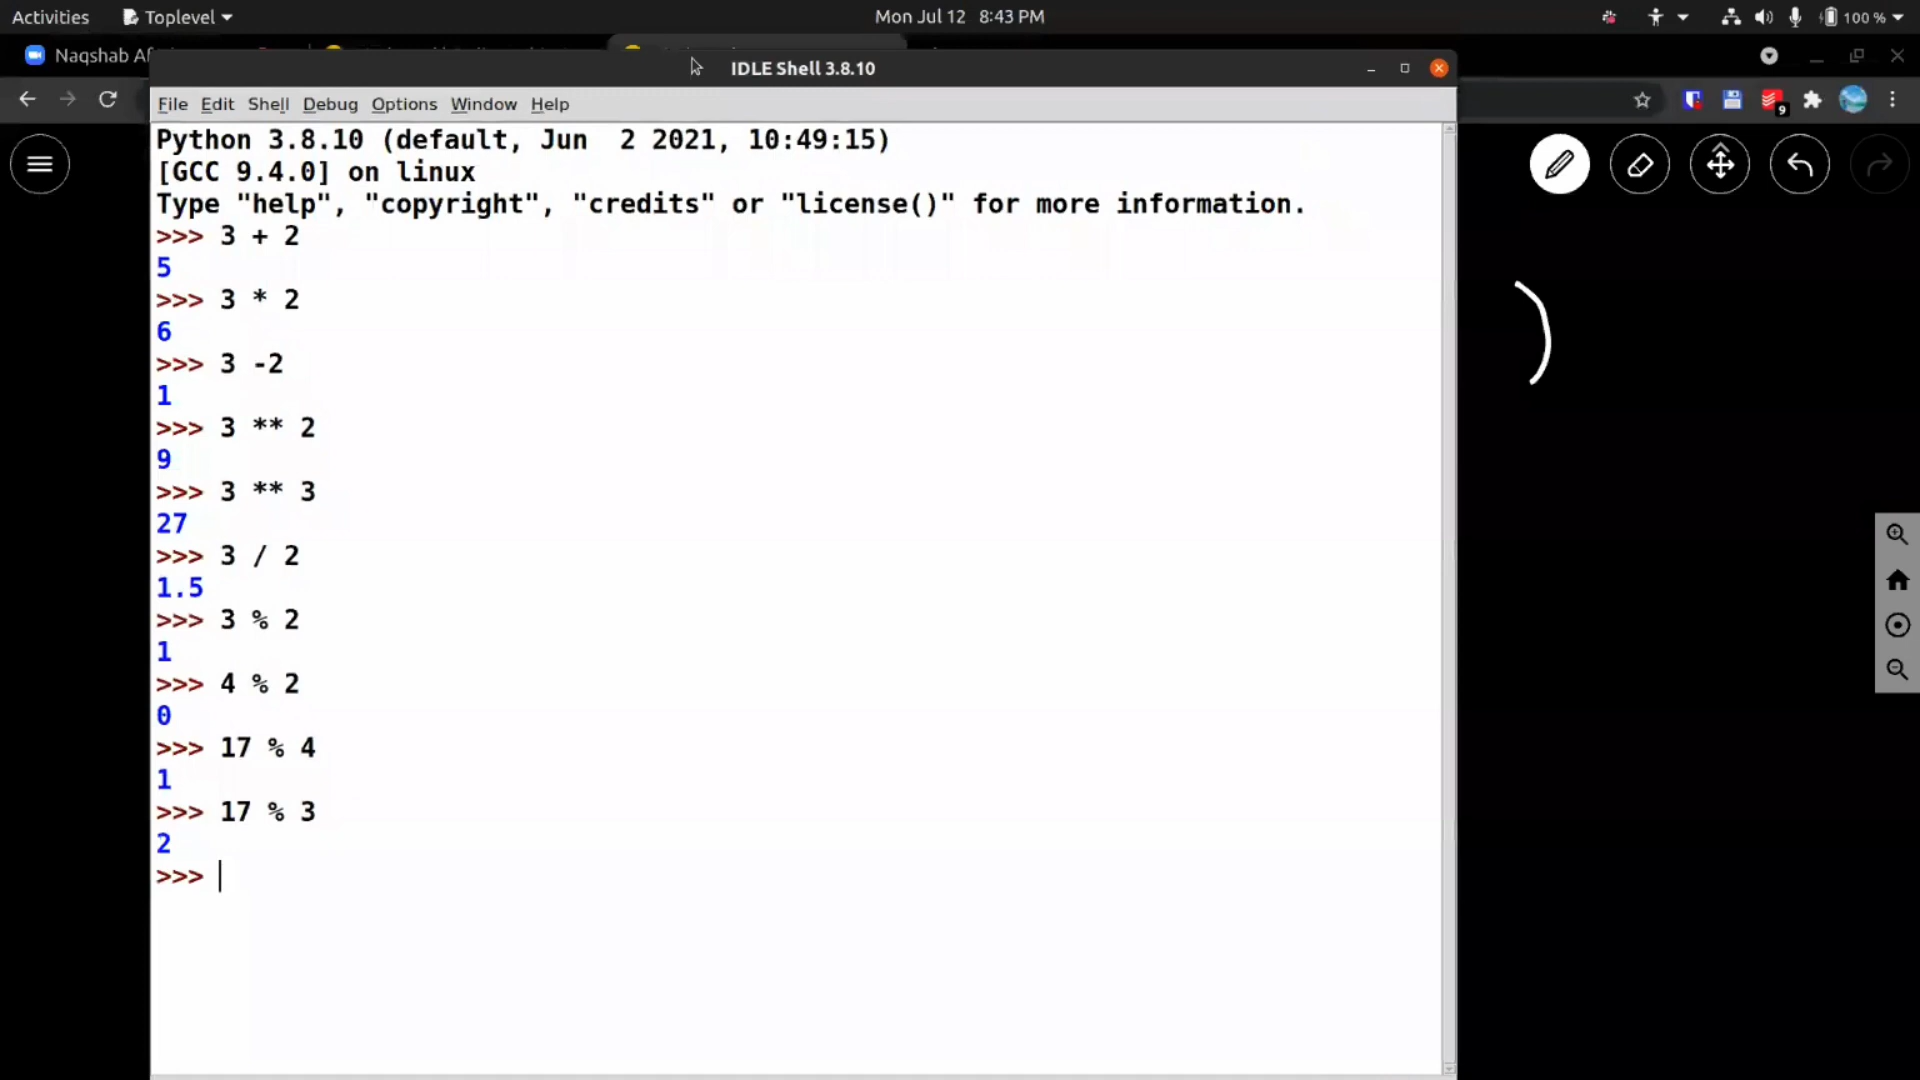 Activities
Toplevel
Mon Jul 12 8:43 PM
100 %
Naqshab
IDLE Shell 3.8.10
File Edit Shell Debug Options Window Help
9
Python 3.8.10 (default, Jun  2 2021, 10:49:15)
[GCC 9.4.0] on linux
Type "help", "copyright", "credits" or "license()" for more information.
>>> 3 + 2
5
>>> 3 * 2
6
>>> 3 -2
1
>>> 3 ** 2
9
>>> 3 ** 3
27
>>> 3 / 2
1.5
>>> 3 % 2
1
>>> 4 % 2
0
>>> 17 % 4
1
>>> 17 % 3
2
>>>